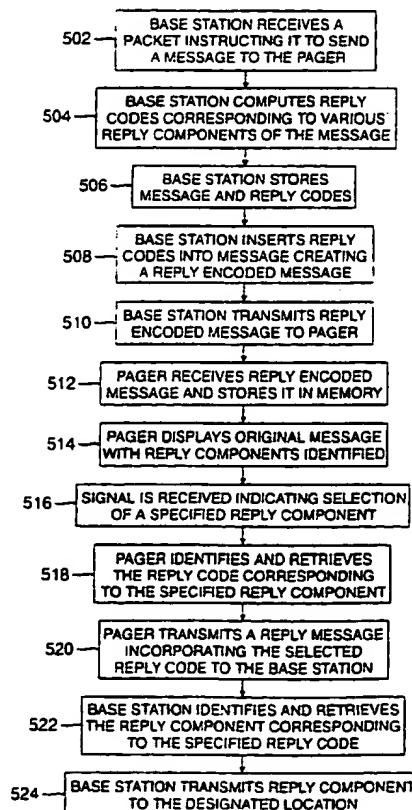 502
BASE STATION RECEIVES A
PACKET INSTRUCTING IT TO SEND
A MESSAGE TO THE PAGER
504
BASE STATION COMPUTES REPLY
CODES CORRESPONDING TO VARIOUS
REPLY COMPONENTS OF THE MESSAGE
506
BASE STATION STORES
MESSAGE AND REPLY CODES
508
BASE STATION INSERTS REPLY
CODES INTO MESSAGE CREATING
A REPLY ENCODED MESSAGE
510
BASE STATION TRANSMITS REPLY
ENCODED MESSAGE TO PAGER
512
PAGER RECEIVES REPLY ENCODED
MESSAGE AND STORES IT IN MEMORY
514
PAGER DISPLAYS ORIGINAL MESSAGE
WITH REPLY COMPONENTS IDENTIFIED
516
SIGNAL IS RECEIVED INDICATING SELECTION
OF A SPECIFIED REPLY COMPONENT
518
PAGER IDENTIFIES AND RETRIEVES
THE REPLY CODE CORRESPONDING
TO THE SPECIFIED REPLY COMPONENT
520
PAGER TRANSMITS A REPLY MESSAGE
INCORPORATING THE SELECTED
REPLY CODE TO THE BASE STATION
522
BASE STATION IDENTIFIES AND RETRIEVES
THE REPLY COMPONENT CORRESPONDING
TO THE SPECIFIED REPLY CODE
524
BASE STATION TRANSMITS REPLY COMPONENT
TO THE DESIGNATED LOCATION